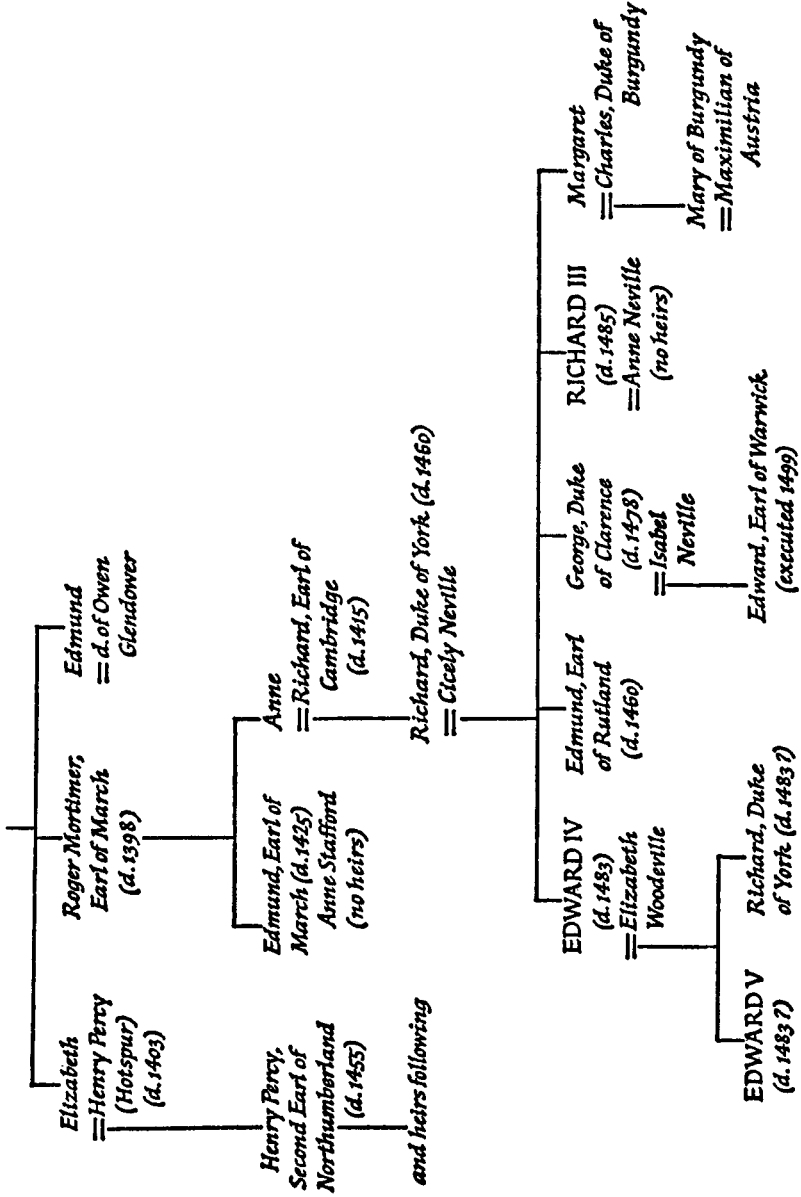 Elizabeth
=Henry Percy
(Hotspur)
(d.1403)
Roger Mortimer,
Earl of March
(d.1398)
Edmund
=d. of Owen
Glendower
Henry Percy,
Second Earl of
Northumberland
(d.1455)
Edmund, Earl of
March (d.1425)
Anne Stafford
(no heirs)
Anne
=Richard, Earl of
Cambridge
(d.1415)
and heirs following
Richard, Duke of York (d.1460)
=Cicely Neville
EDWARD IV
(d.1483)
=Elizabeth
Woodeville
Edmund, Earl
of Rutland
(d.1460)
George, Duke
of Clarence
(d.1478)
=Isabel
Neville
RICHARD III
(d.1485)
=Anne Neville
(no heirs)
Margaret
=Charles, Duke of
Burgundy
EDWARD V
(d.1483?)
Richard, Duke
of York (d.1483?)
Edward, Earl of Warwick
(executed 1499)
Mary of Burgundy
=Maximilian of
Austria